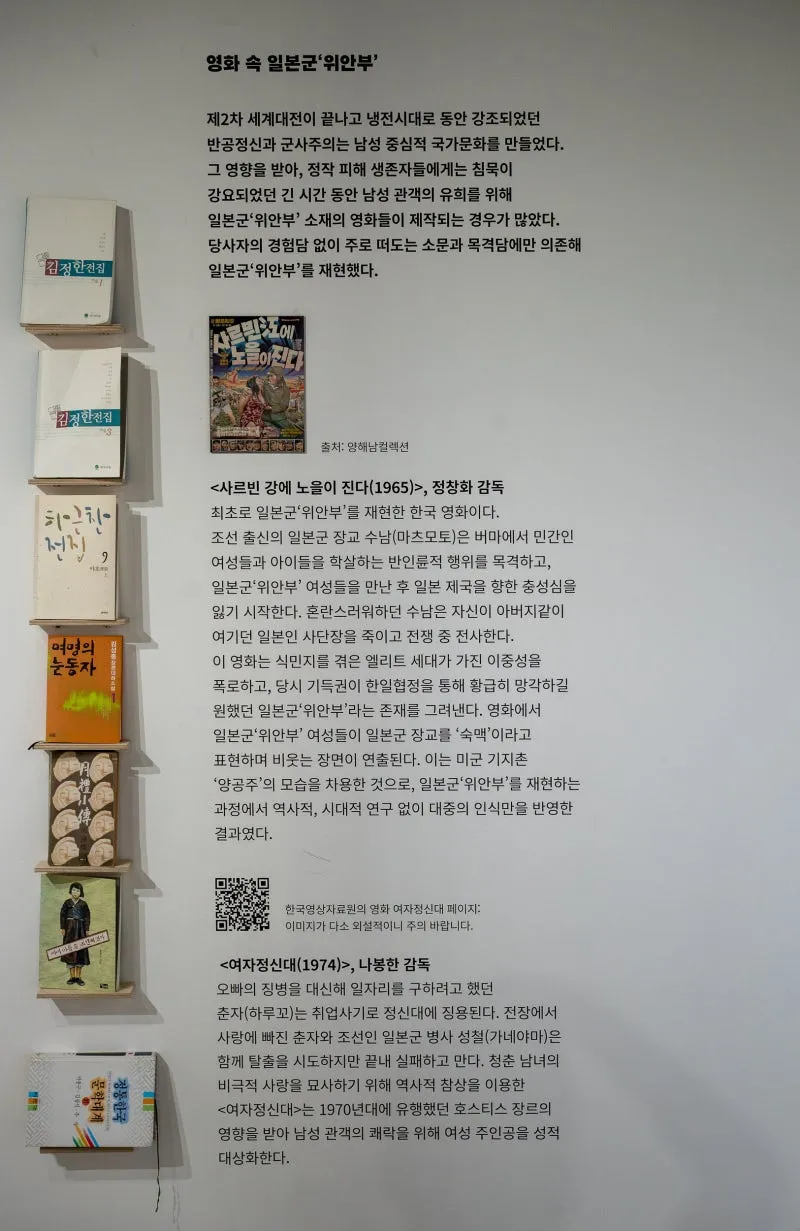 영화 속 일본군‘위안부’
제2차 세계대전이 끝나고 냉전시대로 동안 강조되었던
반공정신과 군사주의는 남성 중심적 국가문화를 만들었다.
그 영향을 받아, 정작 피해 생존자들에게는 침묵이
강요되었던 긴 시간 동안 남성 관객의 유희를 위해
일본군‘위안부’ 소재의 영화들이 제작되는 경우가 많았다.
당사자의 경험담 없이 주로 떠도는 소문과 목격담에만 의존해
일본군‘위안부’를 재현했다.
사르빈江에
노을이진다
출처: 양해남컬렉션
<사르빈 강에 노을이 진다(1965)>, 정창화 감독
최초로 일본군‘위안부’를 재현한 한국 영화이다.
조선 출신의 일본군 장교 수남(마츠모토)은 버마에서 민간인
여성들과 아이들을 학살하는 반인륜적 행위를 목격하고,
일본군‘위안부’ 여성들을 만난 후 일본 제국을 향한 충성심을
잃기 시작한다. 혼란스러워하던 수남은 자신이 아버지같이
여기던 일본인 사단장을 죽이고 전쟁 중 전사한다.
이 영화는 식민지를 겪은 엘리트 세대가 가진 이중성을
폭로하고, 당시 기득권이 한일협정을 통해 황급히 망각하길
원했던 일본군‘위안부’라는 존재를 그려낸다. 영화에서
일본군‘위안부’ 여성들이 일본군 장교를 ‘숙맥’이라고
표현하며 비웃는 장면이 연출된다. 이는 미군 기지촌
‘양공주’의 모습을 차용한 것으로, 일본군‘위안부’를 재현하는
과정에서 역사적, 시대적 연구 없이 대중의 인식만을 반영한
결과였다.
한국영상자료원의 영화 여자정신대 페이지:
이미지가 다소 외설적이니 주의 바랍니다.
<여자정신대(1974)>, 나봉한 감독
오빠의 징병을 대신해 일자리를 구하려고 했던
춘자(하루꼬)는 취업사기로 정신대에 징용된다. 전장에서
사랑에 빠진 춘자와 조선인 일본군 병사 성철(가네야마)은
함께 탈출을 시도하지만 끝내 실패하고 만다. 청춘 남녀의
비극적 사랑을 묘사하기 위해 역사적 참상을 이용한
<여자정신대>는 1970년대에 유행했던 호스티스 장르의
영향을 받아 남성 관객의 쾌락을 위해 여성 주인공을 성적
대상화한다.
김정한전집
1
김정한전집
3
하근찬
전집
9
여명의
눈동자
月禮小傳
정통한국
문학대계